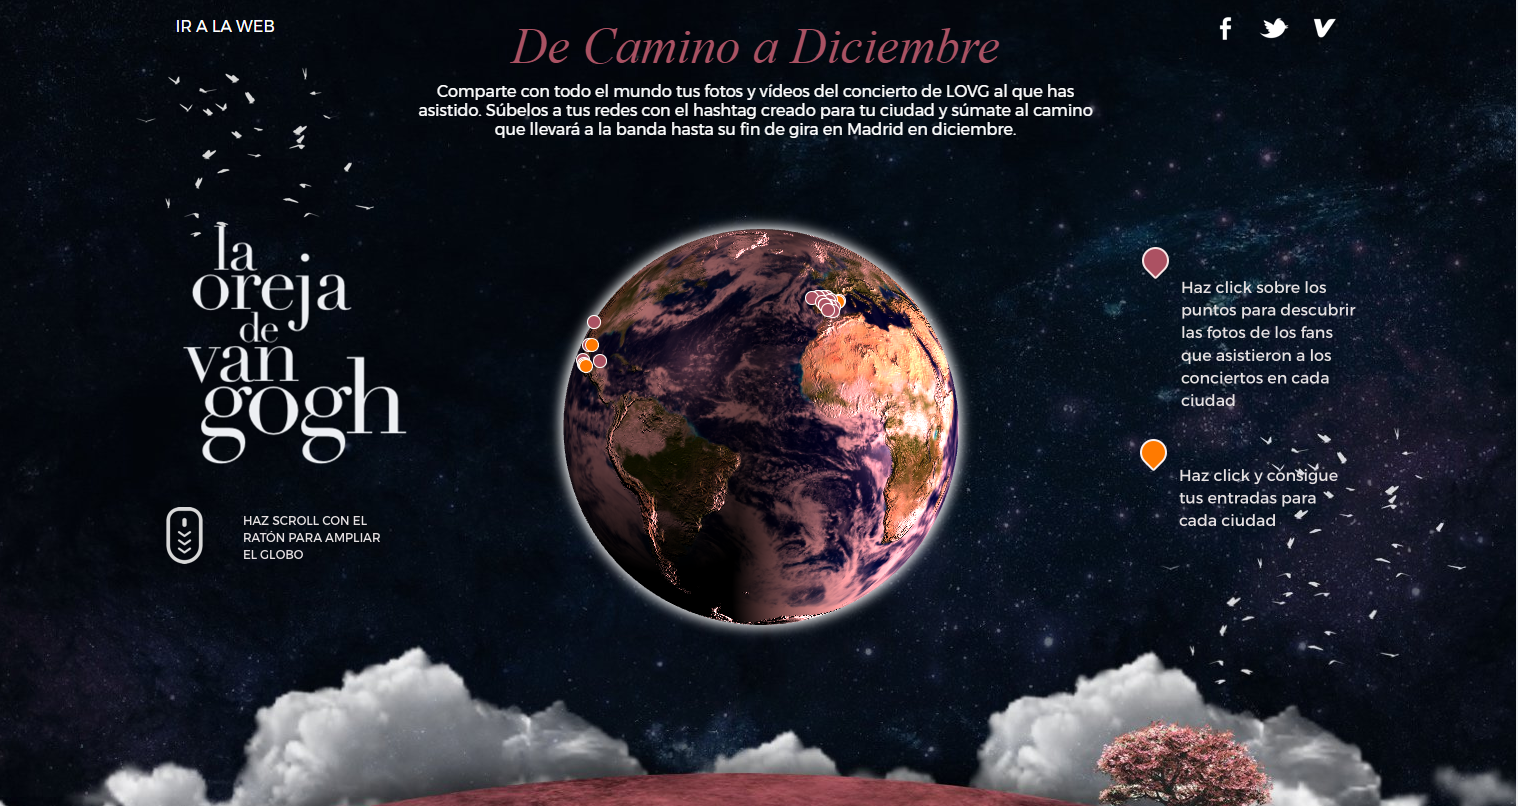 IR A LA WEB
De Camino a Diciembre
Comparte con todo el mundo tus fotos y vídeos del concierto de LOVG al que has
asistido. Súbelos a tus redes con el hashtag creado para tu ciudad y súmate al camino
que llevará a la banda hasta su fin de gira en Madrid en diciembre.
la
oreja
de
van
gogh
HAZ SCROLL CON EL
RATÓN PARA AMPLIAR
EL GLOBO
Haz click sobre los
puntos para descubrir
las fotos de los fans
que asistieron a los
conciertos en cada
ciudad
Haz click y consigue
tus entradas para
cada ciudad